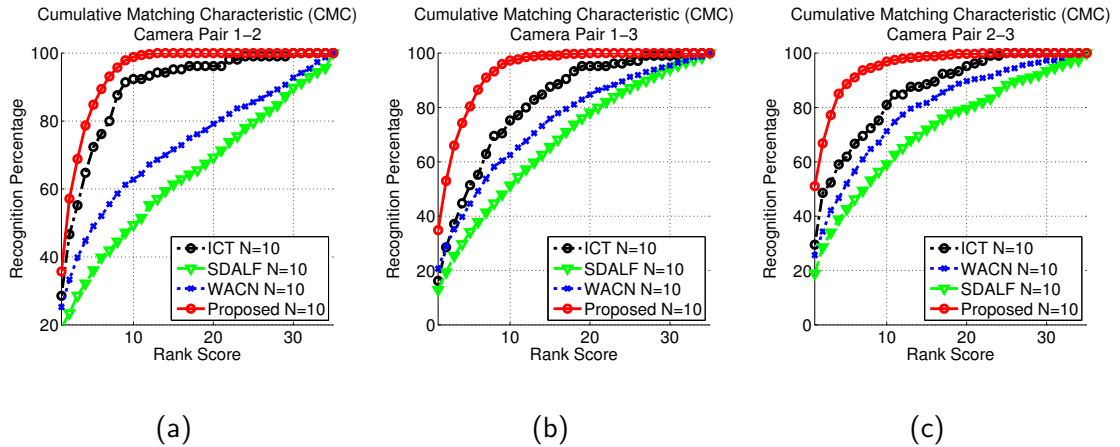 Cumulative Matching Characteristic (CMC)
Camera Pair 1−2
100
80
60
40
20
10
20
30
Recognition Percentage
Rank Score
ICT N=10
SDALF N=10
WACN N=10
Proposed N=10
(a)
Cumulative Matching Characteristic (CMC)
Camera Pair 1−3
100
80
60
40
20
0
10
20
30
Recognition Percentage
Rank Score
ICT N=10
SDALF N=10
WACN N=10
Proposed N=10
(b)
Cumulative Matching Characteristic (CMC)
Camera Pair 2−3
100
80
60
40
20
0
10
20
30
Recognition Percentage
Rank Score
ICT N=10
WACN N=10
SDALF N=10
Proposed N=10
(c)